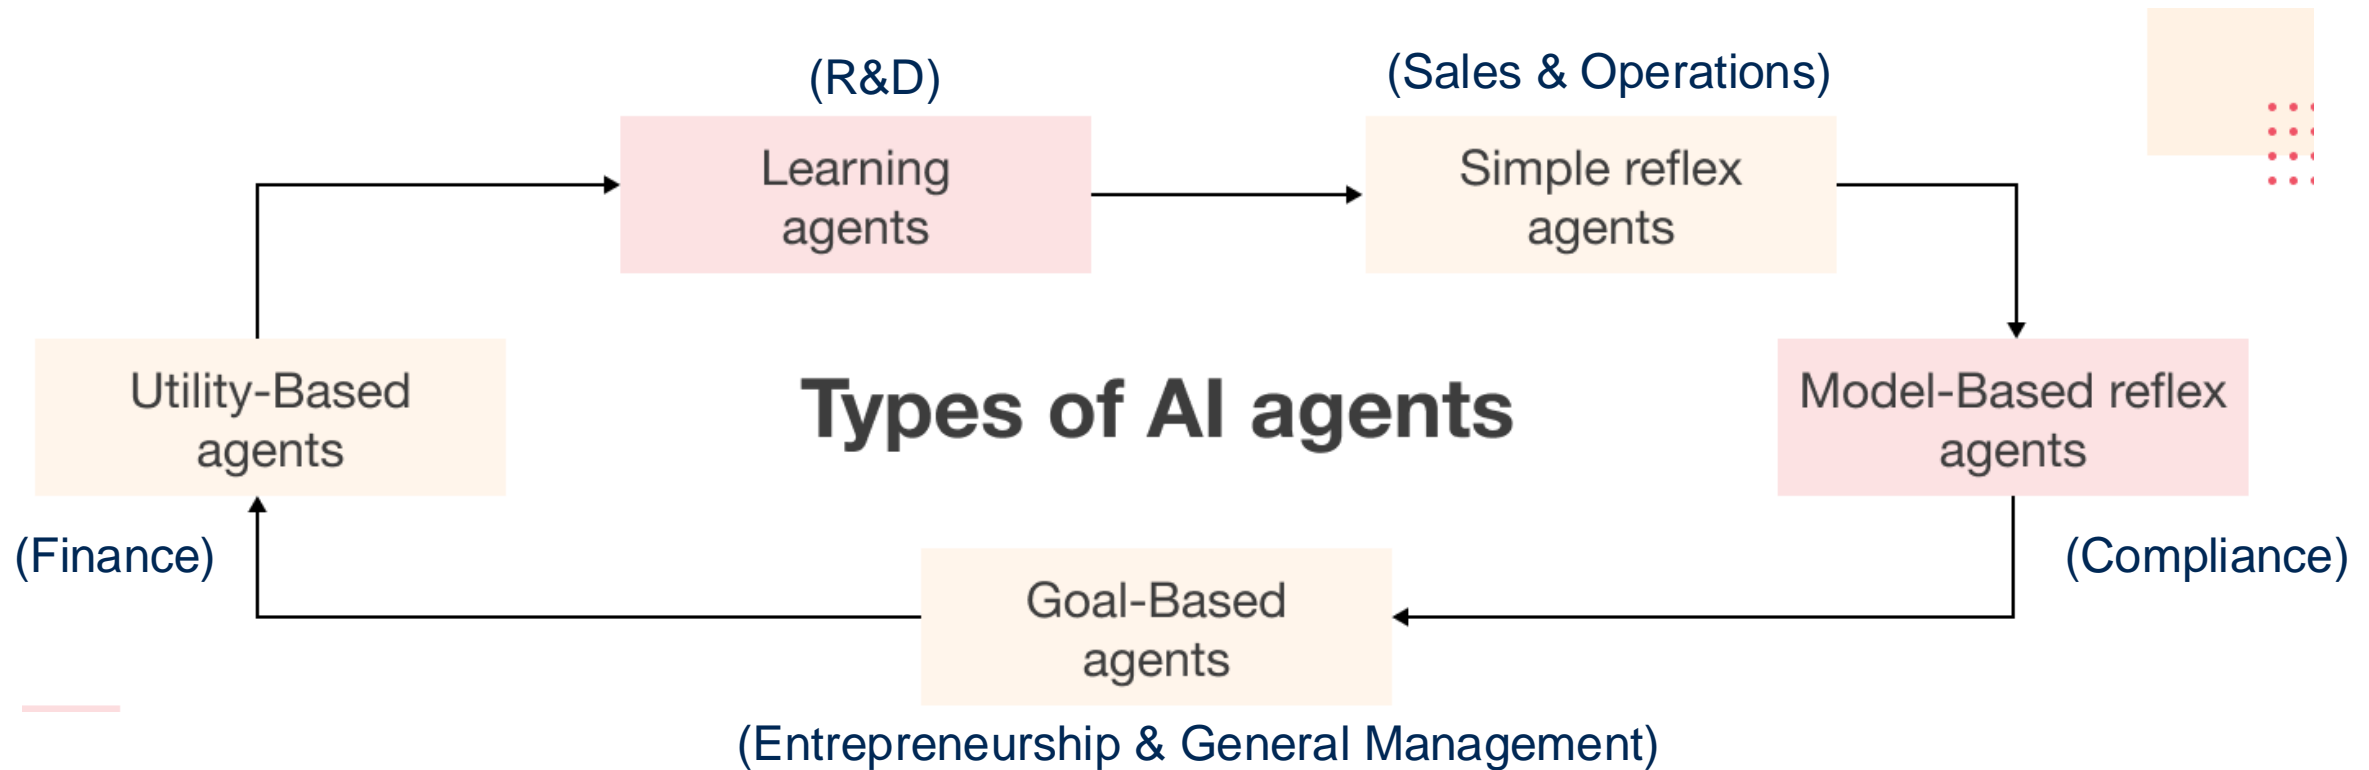 (R&D)
Learning
agents
(Sales & Operations)
Simple reflex
agents
Utility-Based
agents
(Finance)
Types of AI agents
Model-Based reflex
agents
(Compliance)
Goal-Based
agents
(Entrepreneurship & General Management)